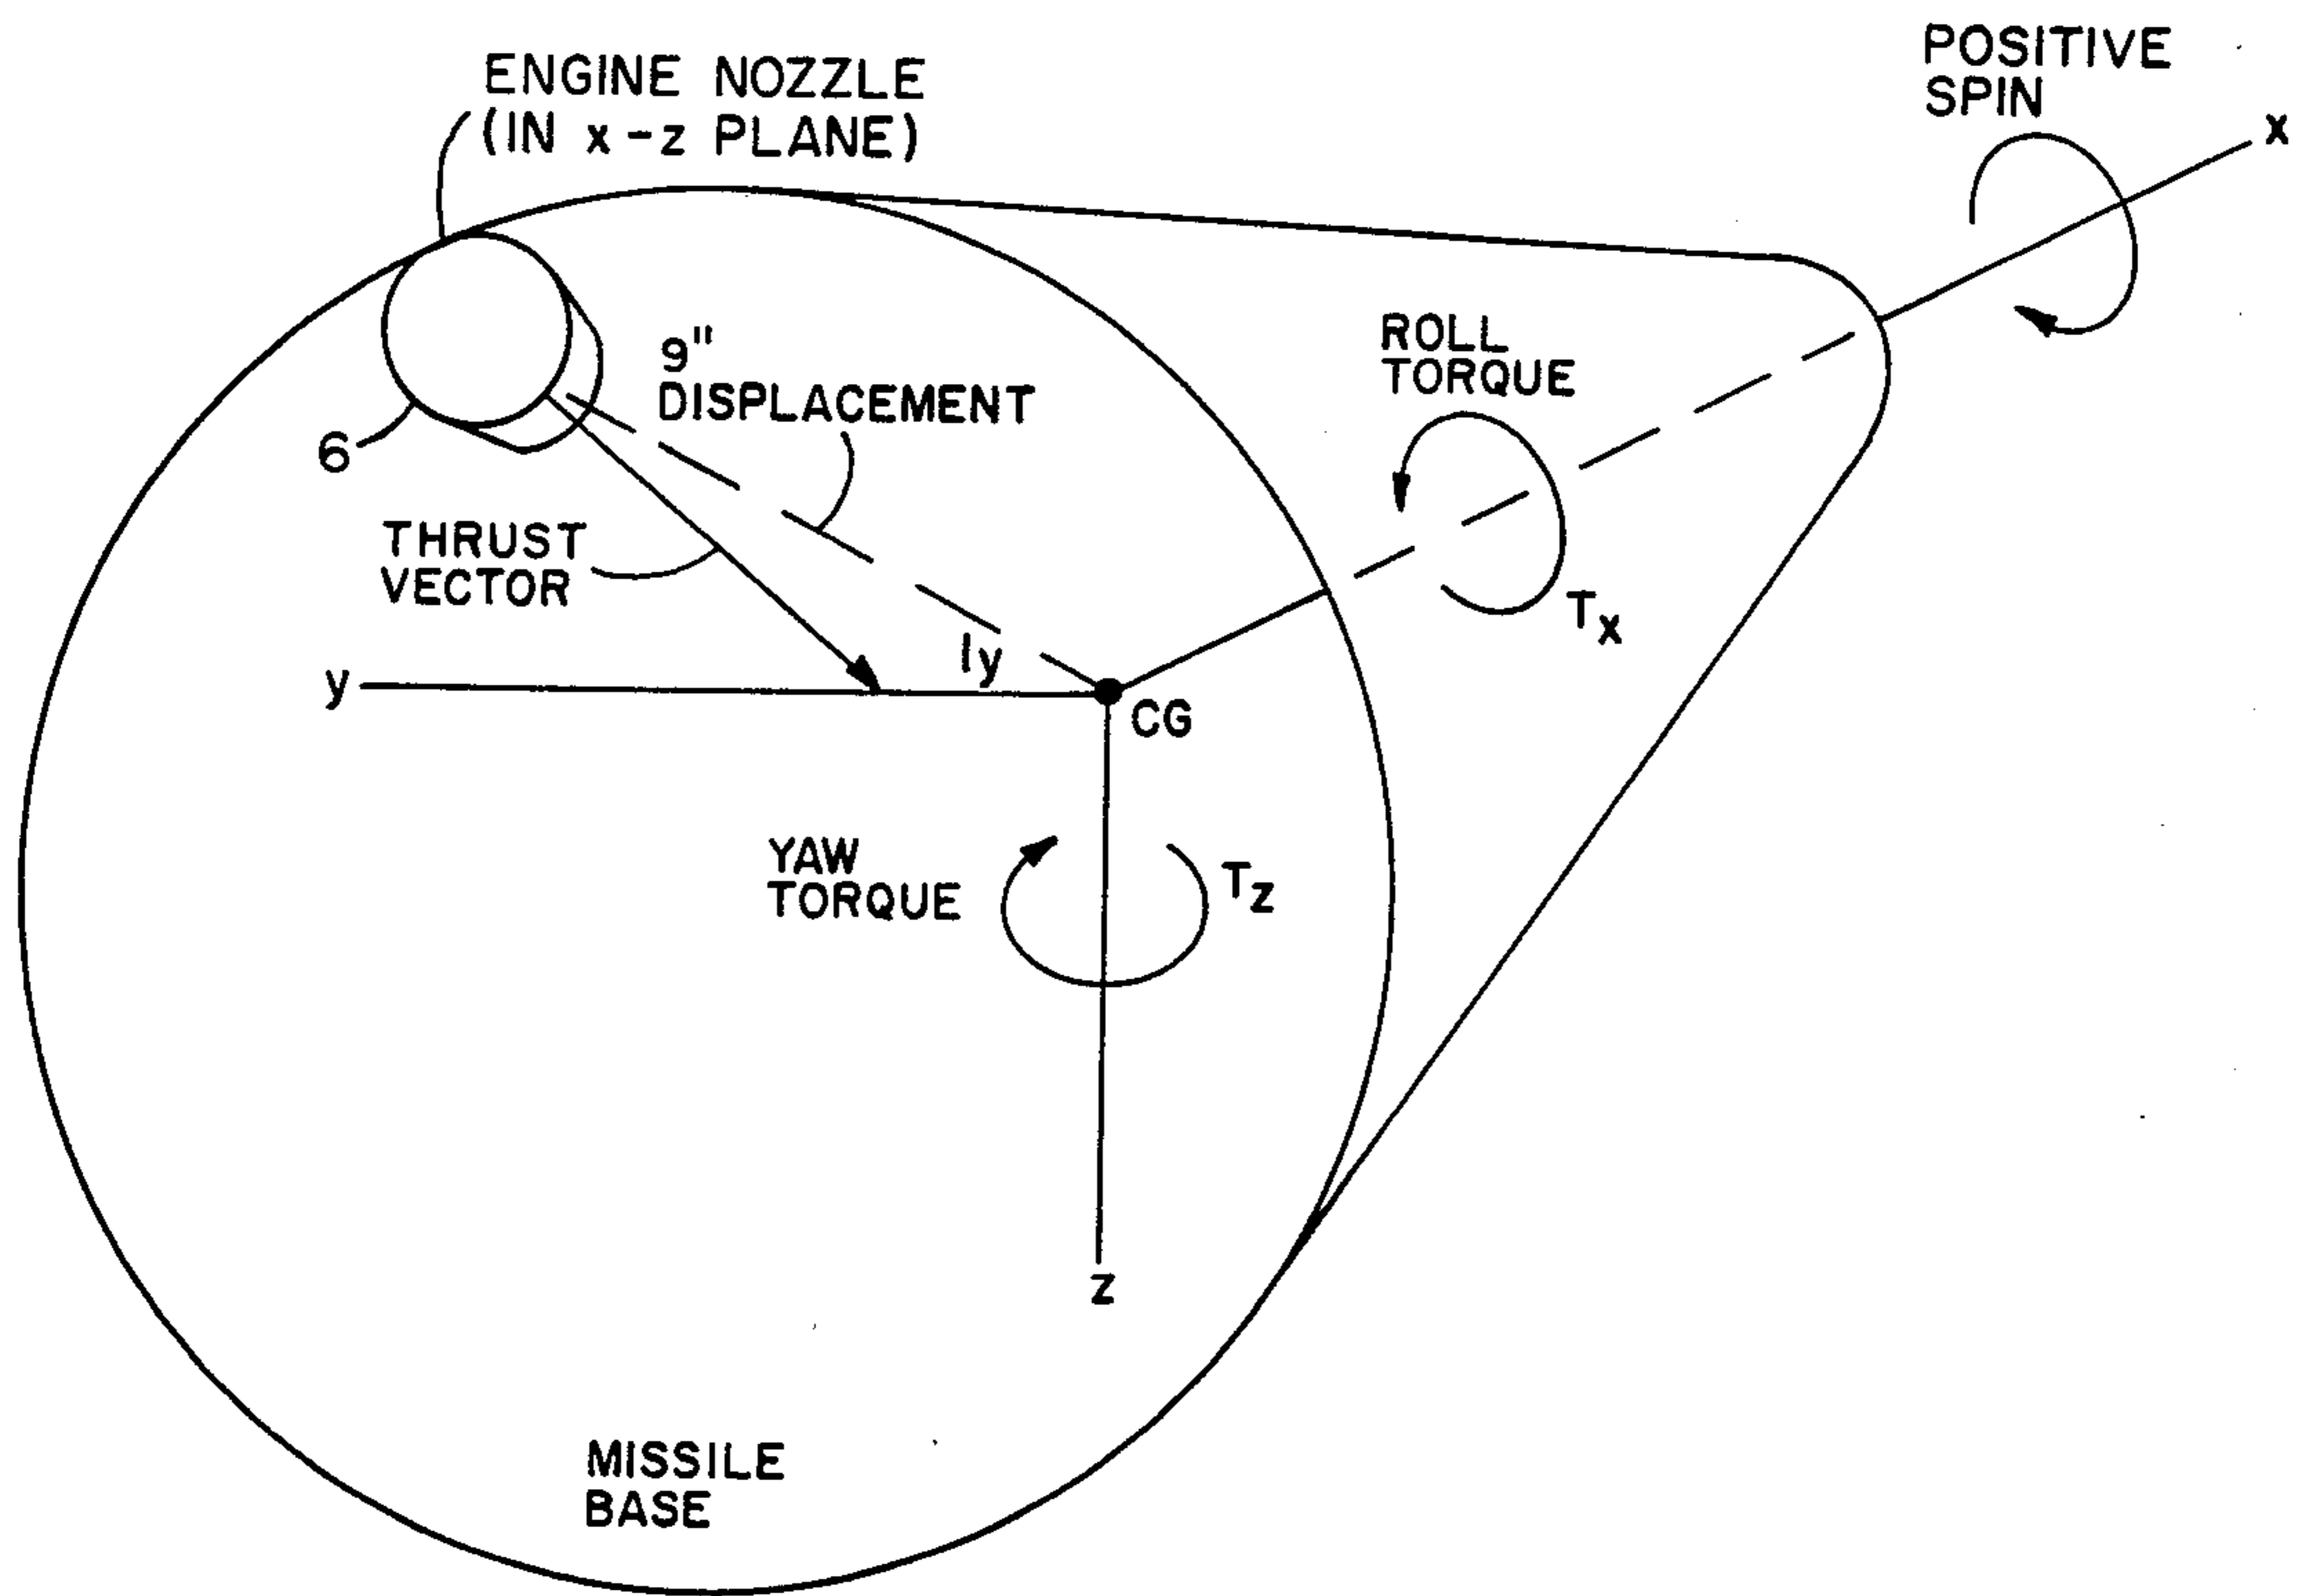 ENGINE NOZZLE
(IN x-z PLANE)
POSITIVE
SPIN
x
9"
DISPLACEMENT
ROLL
TORQUE
6
THRUST
VECTOR
Tx
ly
y
CG
YAW
TORQUE
Tz
z
MISSILE
BASE